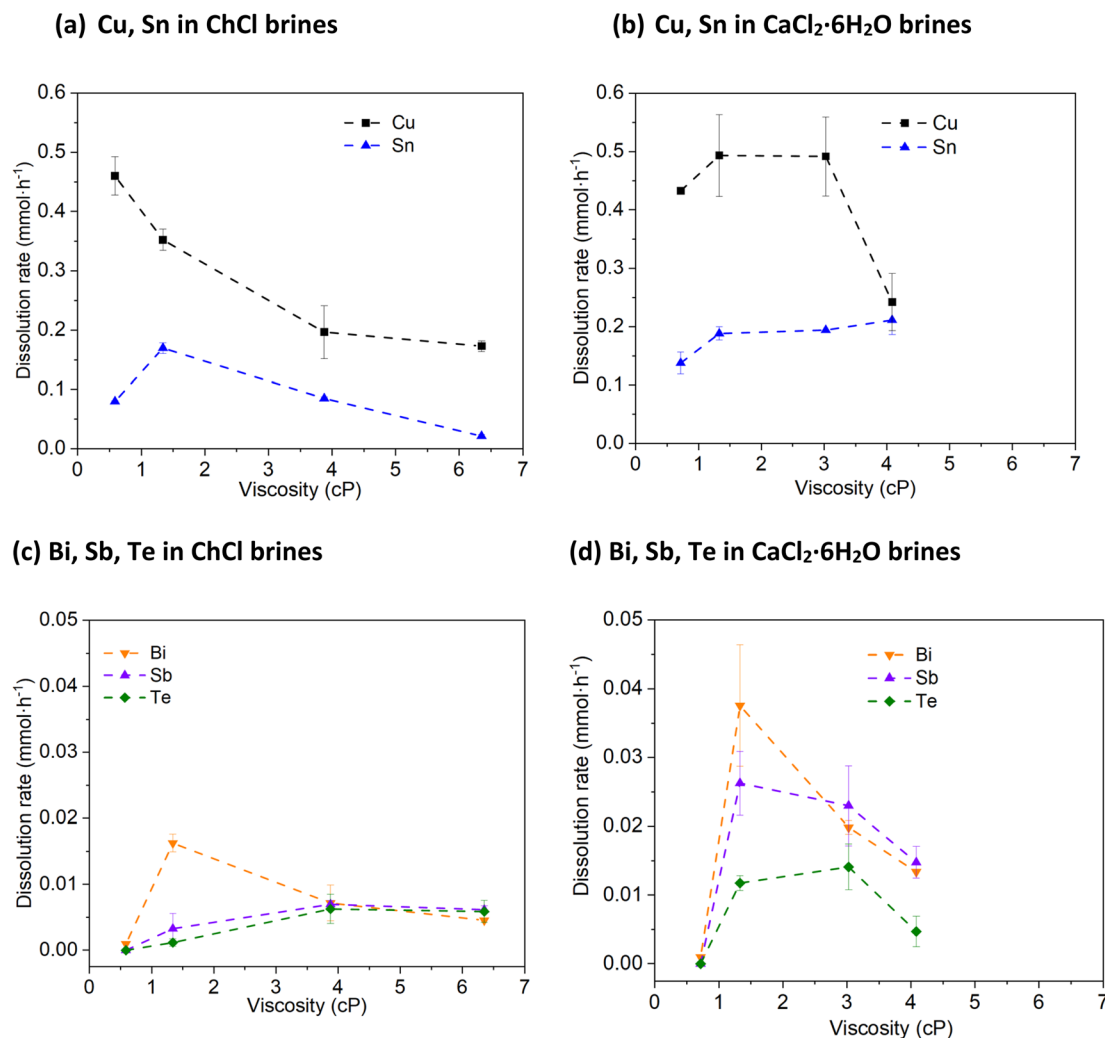 (a) Cu, Sn in ChCl brines
Dissolution rate (mmol·h⁻¹)
0.6
0.5
0.4
0.3
0.2
0.1
0.0
Cu
Sn
0 1 2 3 4 5 6 7
Viscosity (cP)
(b) Cu, Sn in CaCl₂·6H₂O brines
Dissolution rate (mmol·h⁻¹)
0.6
0.5
0.4
0.3
0.2
0.1
0.0
Cu
Sn
0 1 2 3 4 5 6 7
Viscosity (cP)
(c) Bi, Sb, Te in ChCl brines
Dissolution rate (mmol·h⁻¹)
0.05
0.04
0.03
0.02
0.01
0.00
Bi
Sb
Te
0 1 2 3 4 5 6 7
Viscosity (cP)
(d) Bi, Sb, Te in CaCl₂·6H₂O brines
Dissolution rate (mmol·h⁻¹)
0.05
0.04
0.03
0.02
0.01
0.00
Bi
Sb
Te
0 1 2 3 4 5 6 7
Viscosity (cP)